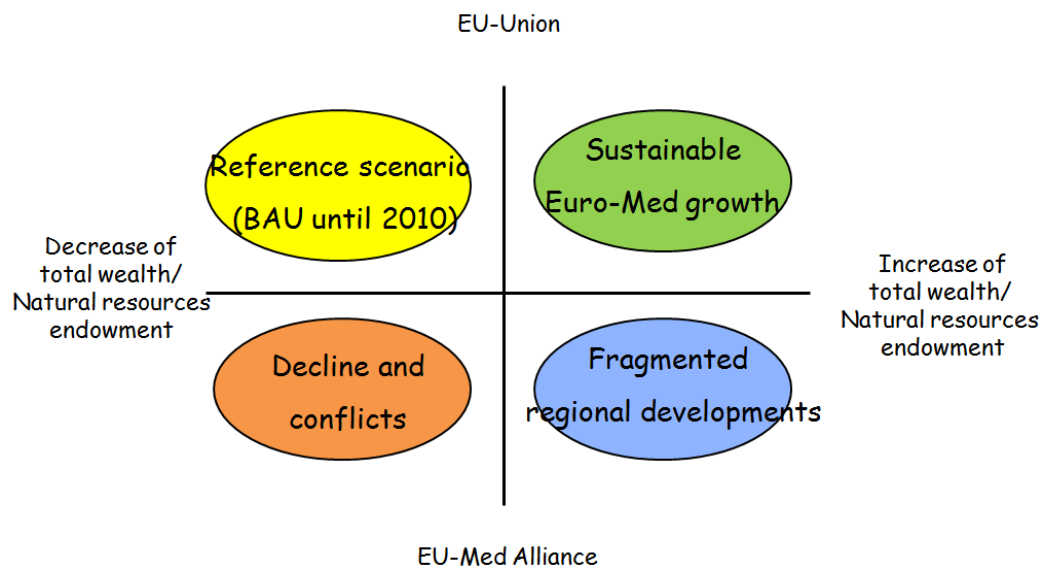 EU-Union
Reference scenario
(BAU until 2010)
Sustainable
Euro-Med growth
Decrease of
total wealth/
Natural resources
endowment
Increase of
total wealth/
Natural resources
endowment
Decline and
conflicts
Fragmented
regional developments
EU-Med Alliance